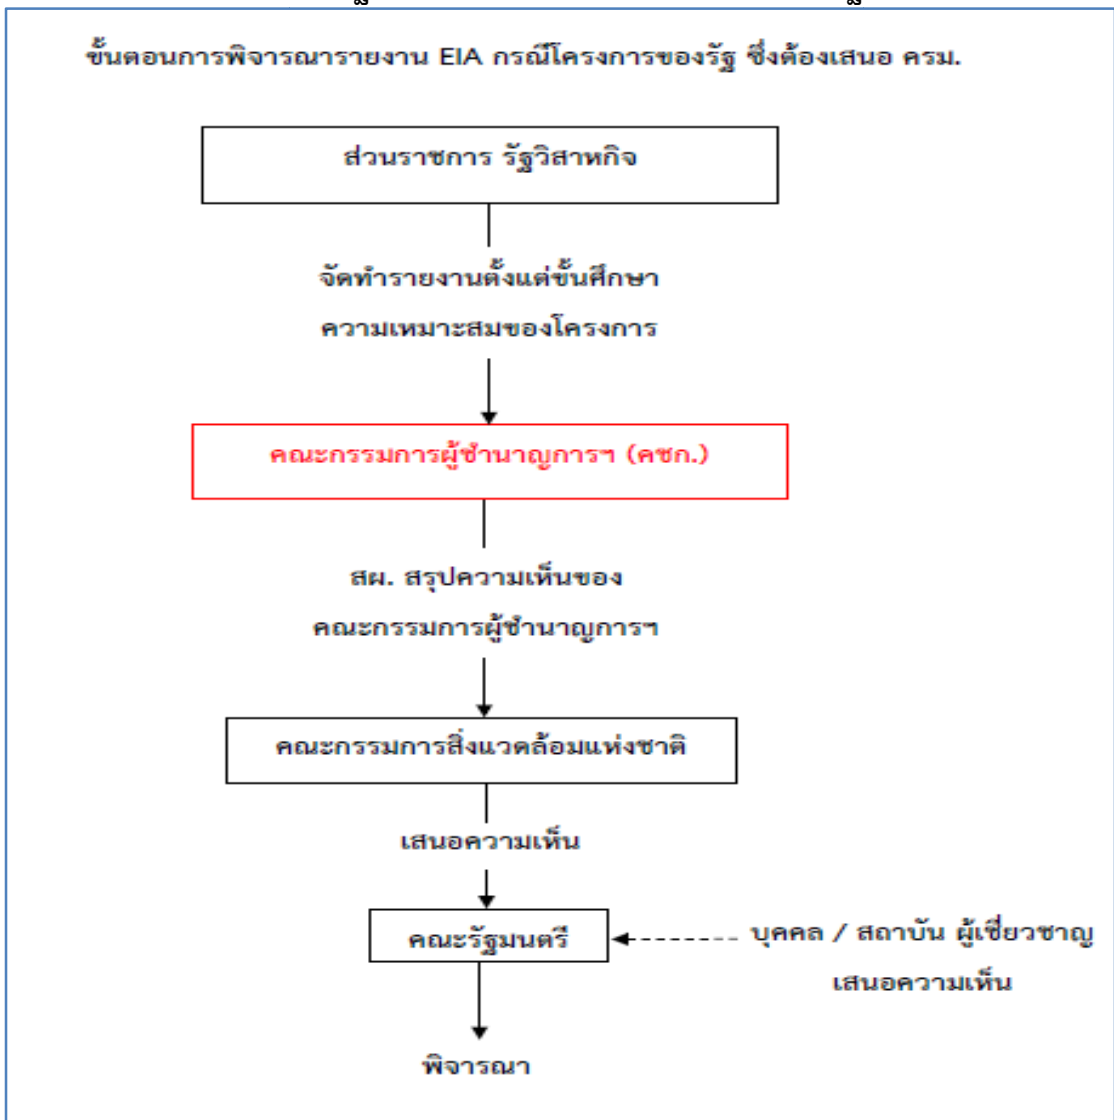 ขั้นตอนการพิจารณารายงาน EIA กรณีโครงการของรัฐ ซึ่งต้องเสนอ ครม.
ส่วนราชการ รัฐวิสาหกิจ
จัดทำรายงานตั้งแต่ขั้นศึกษา
ความเหมาะสมของโครงการ
คณะกรรมการผู้ชำนาญการฯ (คชก.)
สผ. สรุปความเห็นของ
คณะกรรมการผู้ชำนาญการฯ
คณะกรรมการสิ่งแวดล้อมแห่งชาติ
เสนอความเห็น
คณะรัฐมนตรี
บุคคล / สถาบัน ผู้เชี่ยวชาญ
เสนอความเห็น
พิจารณา